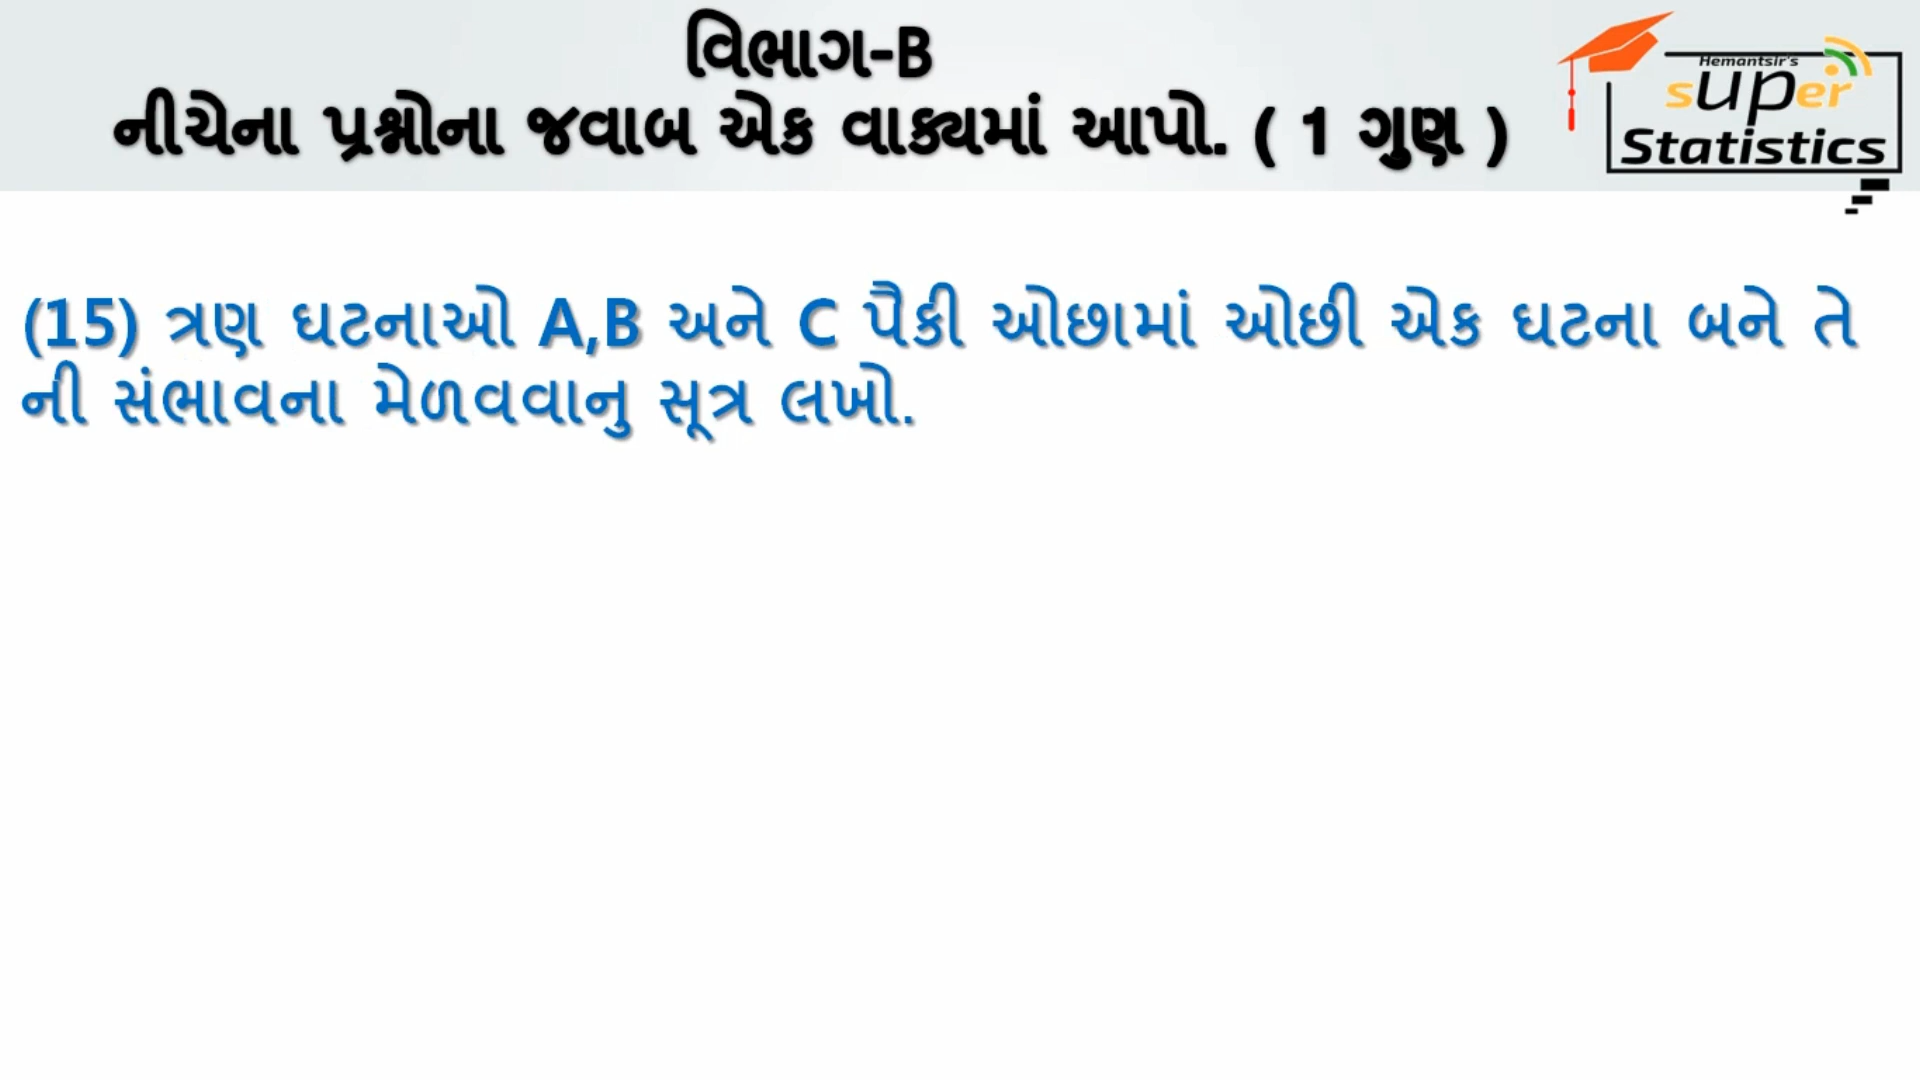 વિભાગ-B
નીચેના પ્રશ્નોના જવાબ એક વાક્યમાં આપો. ( 1 ગુણ )
Hemantsir's
super
Statistics
(15) ત્રણ ઘટનાઓ A,B અને C પૈકી ઓછામાં ઓછી એક ઘટના બને તે
ની સંભાવના મેળવવાનુ સૂત્ર લખો.